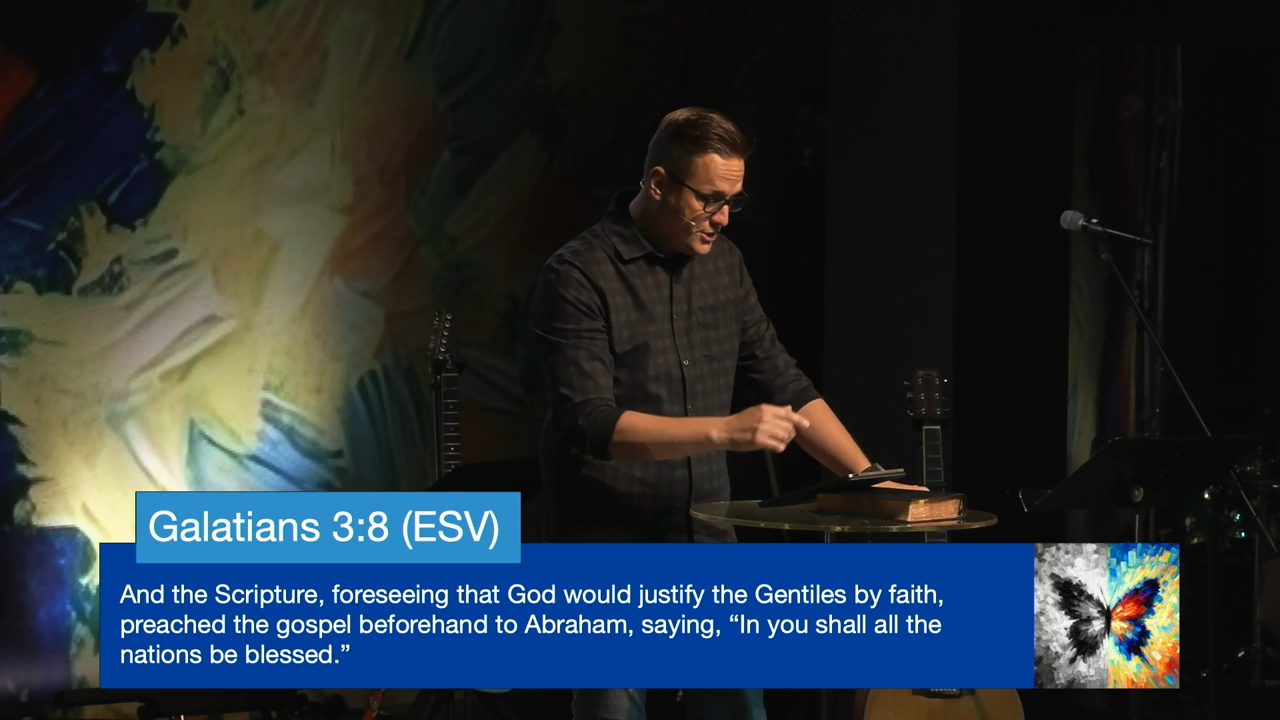 Galatians 3:8 (ESV)
And the Scripture, foreseeing that God would justify the Gentiles by faith,
preached the gospel beforehand to Abraham, saying, “In you shall all the
nations be blessed.”